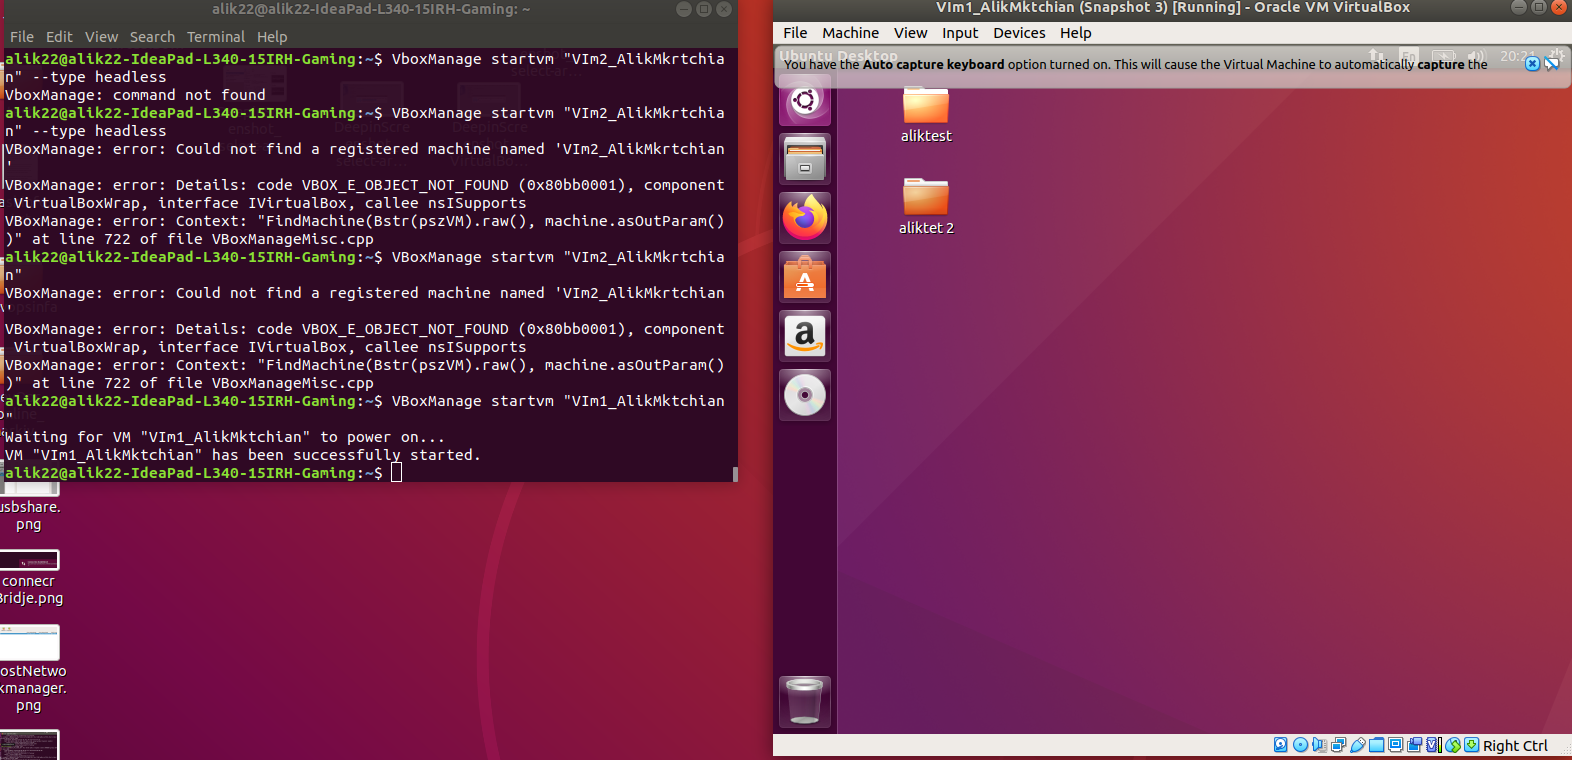 alik22@alik22-IdeaPad-L340-15IRH-Gaming: ~
File Edit View Search Terminal Help
alik22@alik22-IdeaPad-L340-15IRH-Gaming:~$ VboxManage startvm "VIm2_AlikMkrtchia
n" --type headless
VboxManage: command not found
alik22@alik22-IdeaPad-L340-15IRH-Gaming:~$ VBoxManage startvm "VIm2_AlikMkrtchia
n" --type headless
VBoxManage: error: Could not find a registered machine named 'VIm2_AlikMkrtchian
'
VBoxManage: error: Details: code VBOX_E_OBJECT_NOT_FOUND (0x80bb0001), component
VirtualBoxWrap, interface IVirtualBox, callee nsISupports
VBoxManage: error: Context: "FindMachine(Bstr(pszVM).raw(), machine.asOutParam()
)" at line 722 of file VBoxManageMisc.cpp
alik22@alik22-IdeaPad-L340-15IRH-Gaming:~$ VBoxManage startvm "VIm2_AlikMkrtchia
n"
VBoxManage: error: Could not find a registered machine named 'VIm2_AlikMkrtchian
'
VBoxManage: error: Details: code VBOX_E_OBJECT_NOT_FOUND (0x80bb0001), component
VirtualBoxWrap, interface IVirtualBox, callee nsISupports
VBoxManage: error: Context: "FindMachine(Bstr(pszVM).raw(), machine.asOutParam()
)" at line 722 of file VBoxManageMisc.cpp
alik22@alik22-IdeaPad-L340-15IRH-Gaming:~$ VBoxManage startvm "VIm1_AlikMktchian
"
Waiting for VM "VIm1_AlikMktchian" to power on...
VM "VIm1_AlikMktchian" has been successfully started.
alik22@alik22-IdeaPad-L340-15IRH-Gaming:~$
usbshare.
png
connecr
Bridje.png
ostNetwo
kmanager.
png
VIm1_AlikMktchian (Snapshot 3) [Running] - Oracle VM VirtualBox
File Machine View Input Devices Help
Ubuntu Desktop En 20:21
You have the Auto capture keyboard option turned on. This will cause the Virtual Machine to automatically capture the
aliktest
aliktet 2
Right Ctrl